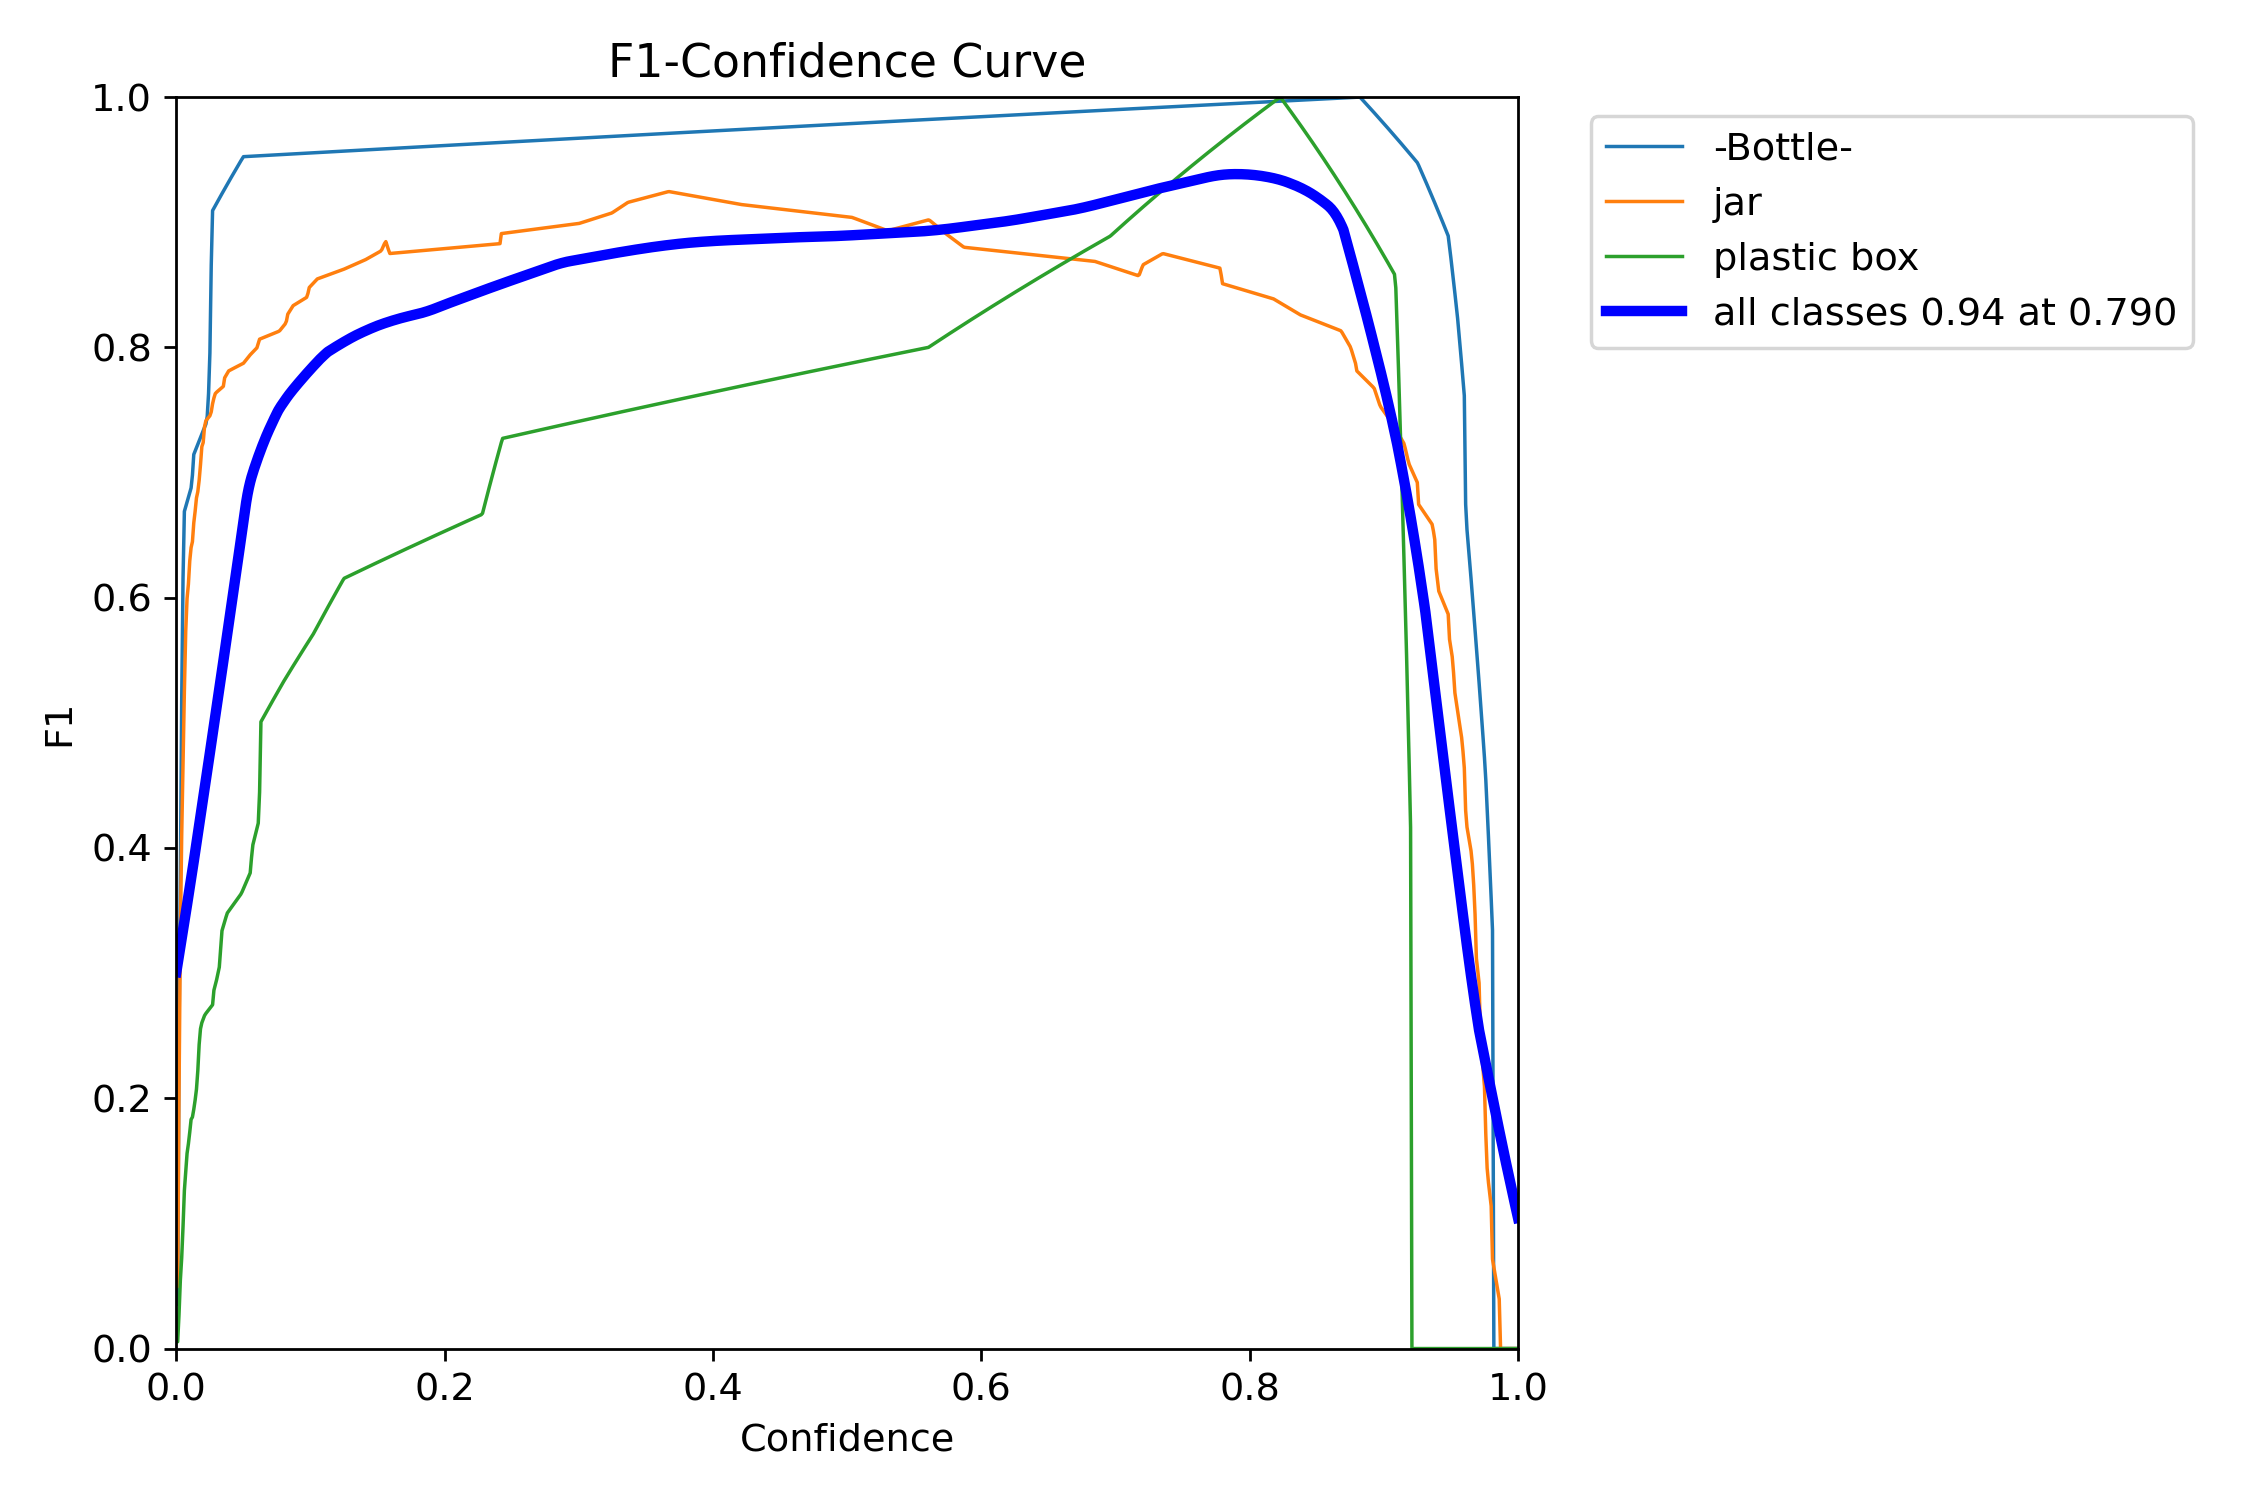 F1-Confidence Curve
1.0
0.8
0.6
0.4
0.2
0.0
F1
0.0 0.2 0.4 0.6 0.8 1.0
Confidence
-Bottle-
jar
plastic box
all classes 0.94 at 0.790